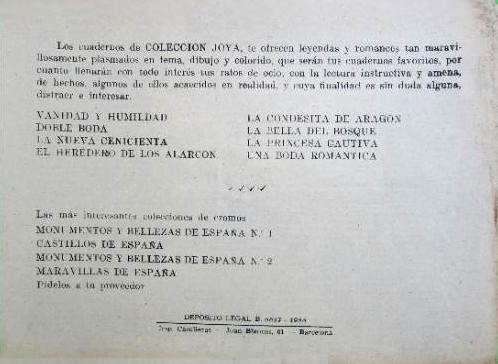 Los cuadernos de COLECCION JOYA, te ofrecen leyendas y romances tan maravi-
llosamente plasmados en tema, dibujo y colorido, que serán tus cuadernos favoritos, por
cuanto llenarán con todo interés tus ratos de ocio, con la lectura instructiva y amena,
de hechos, algunos de ellos acaecidos en realidad, y cuya finalidad es sin duda alguna,
distraer e interesar.
VANIDAD Y HUMILDAD
DOBLE BODA
LA NUEVA CENICIENTA
EL HEREDERO DE LOS ALARCON
LA CONDESITA DE ARAGON
LA BELLA DEL BOSQUE
LA PRINCESA CAUTIVA
UNA BODA ROMANTICA
Las más interesantes colecciones de cromos
MONUMENTOS Y BELLEZAS DE ESPAÑA N.º 1
CASTILLOS DE ESPAÑA
MONUMENTOS Y BELLEZAS DE ESPAÑA N.º 2
MARAVILLAS DE ESPAÑA
Pídelos a tu proveedor
DEPOSITO LEGAL B.
Imp. - Juan 61 - Barcelona